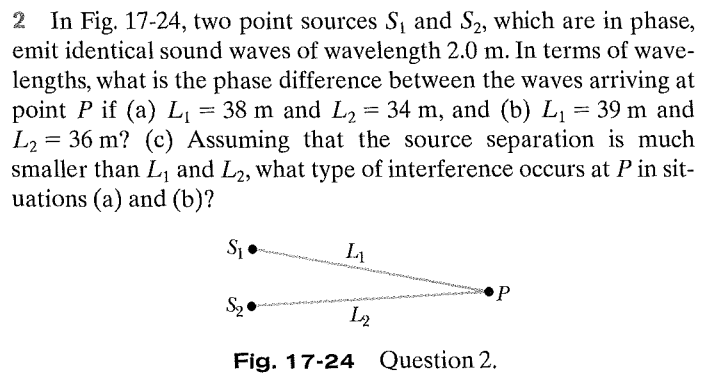 2 In Fig. 17-24, two point sources S₁ and S₂, which are in phase,
emit identical sound waves of wavelength 2.0 m. In terms of wave-
lengths, what is the phase difference between the waves arriving at
point P if (a) L₁ = 38 m and L₂ = 34 m, and (b) L₁ = 39 m and
L₂ = 36 m? (c) Assuming that the source separation is much
smaller than L₁ and L₂, what type of interference occurs at P in sit-
uations (a) and (b)?
S₁ L₁
P
S₂ L₂
Fig. 17-24 Question 2.